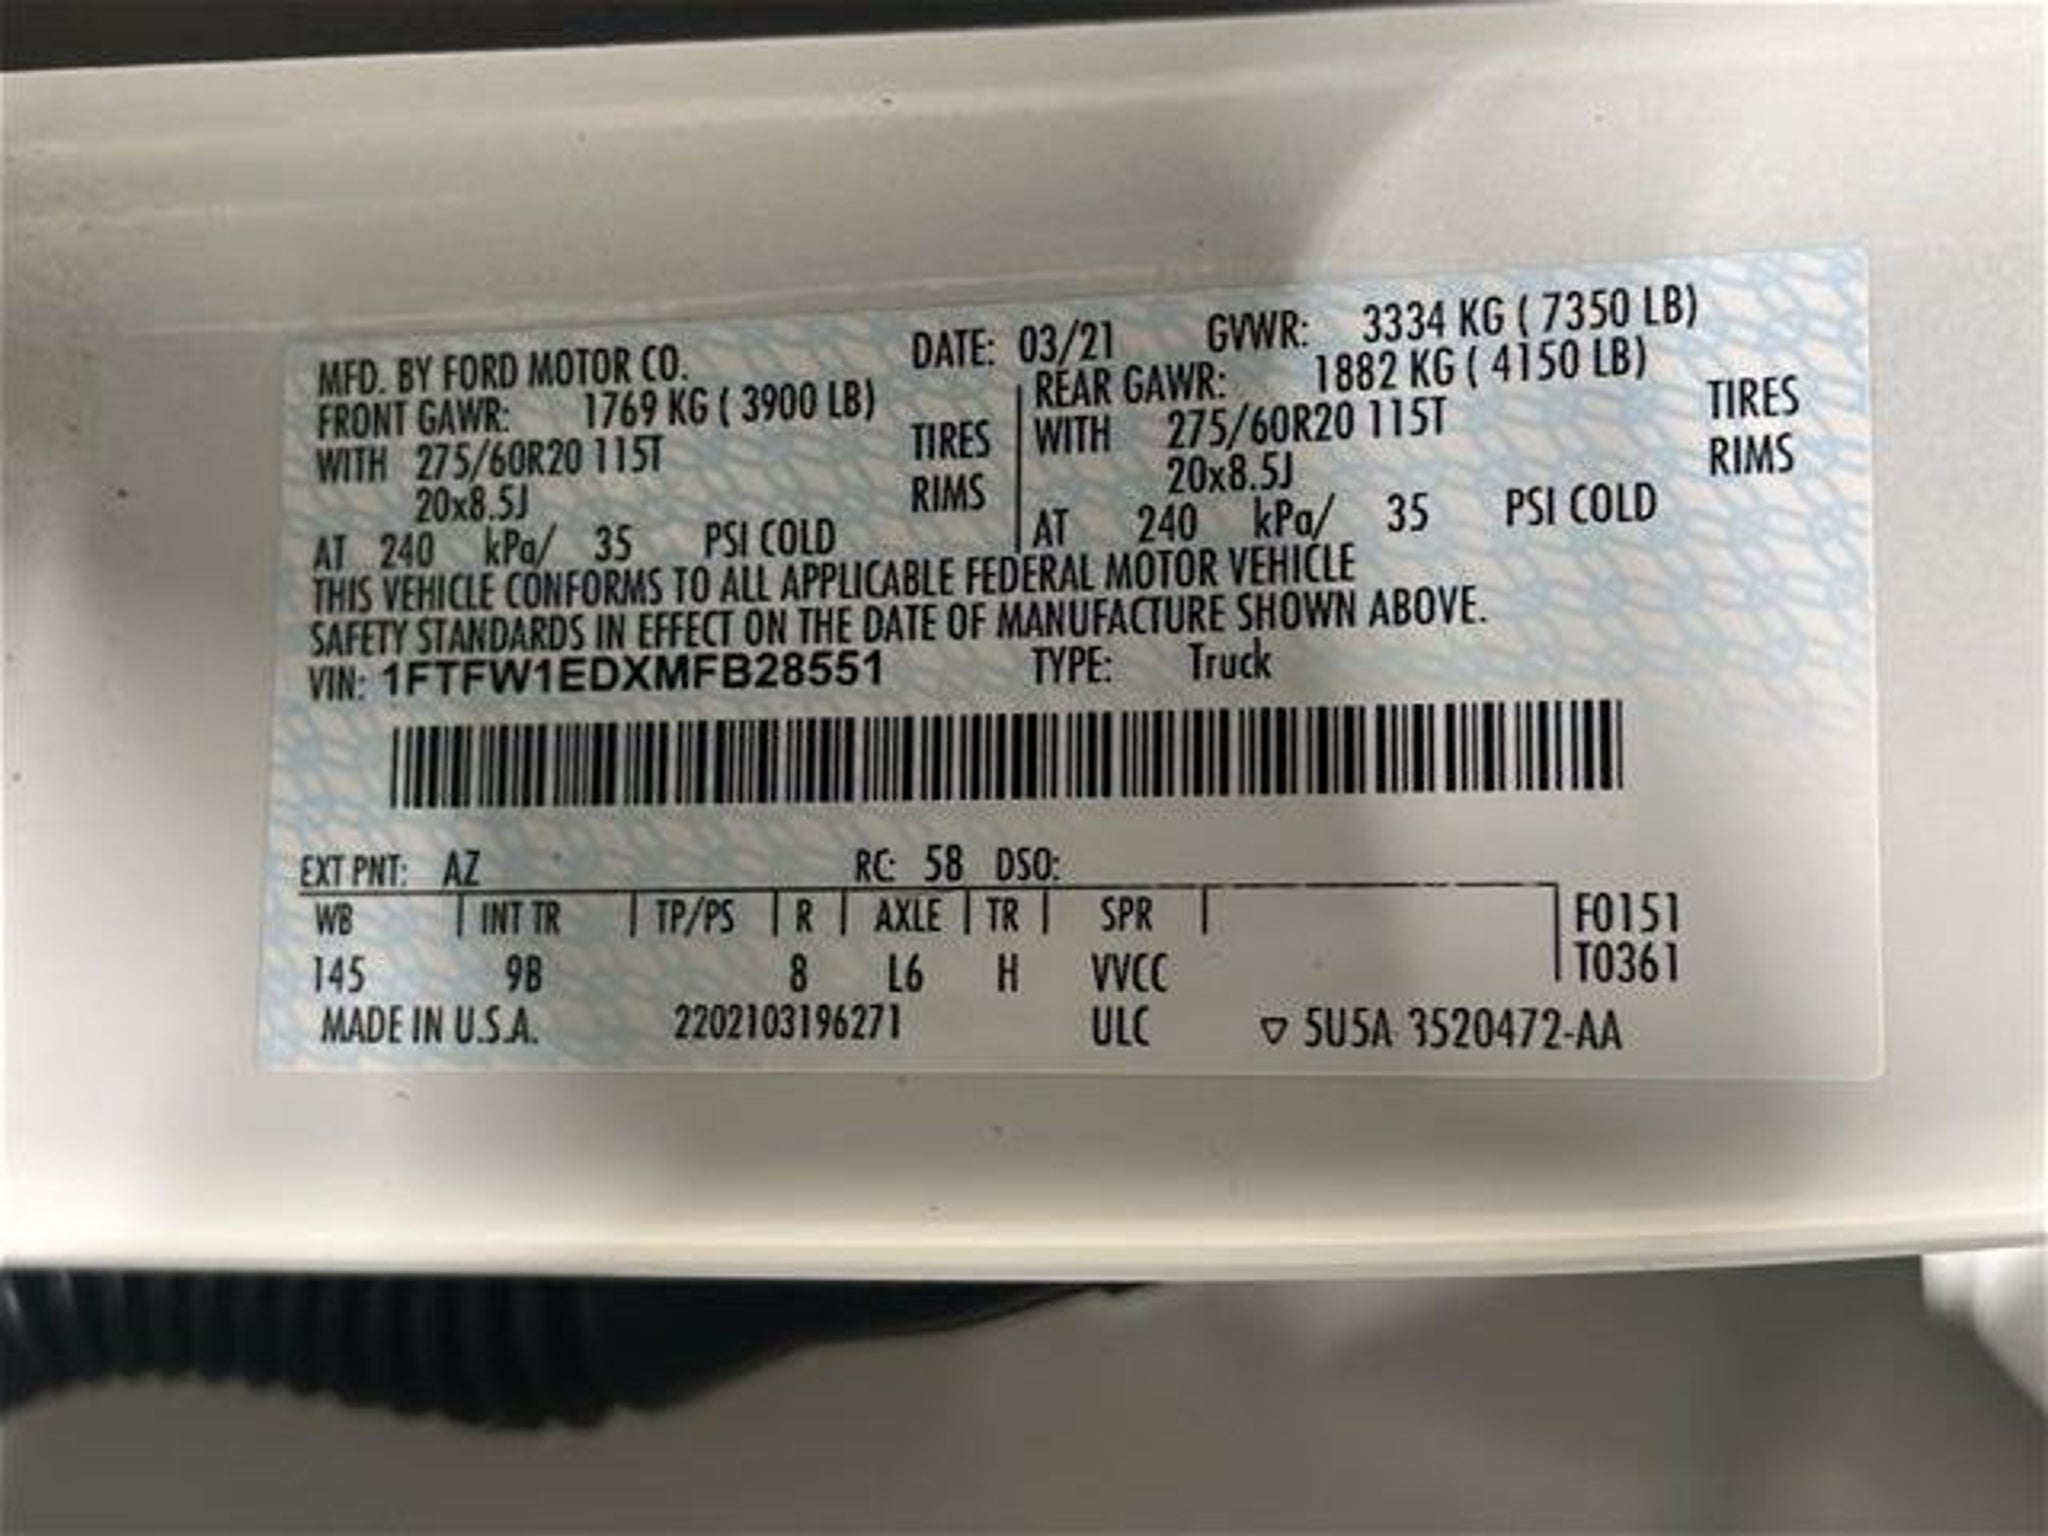 MFD. BY FORD MOTOR CO. DATE: 03/21 GVWR: 3334 KG ( 7350 LB)
FRONT GAWR: 1769 KG ( 3900 LB) REAR GAWR: 1882 KG ( 4150 LB)
WITH 275/60R20 115T TIRES WITH 275/60R20 115T TIRES
20x8.5J RIMS 20x8.5J RIMS
AT 240 kPa/ 35 PSI COLD AT 240 kPa/ 35 PSI COLD
THIS VEHICLE CONFORMS TO ALL APPLICABLE FEDERAL MOTOR VEHICLE
SAFETY STANDARDS IN EFFECT ON THE DATE OF MANUFACTURE SHOWN ABOVE.
VIN: 1FTFW1EDXMFB28551 TYPE: Truck
EXT PNT: AZ RC: 58 DSO:
WB INT TR TP/PS R AXLE TR SPR F0151
145 9B 8 L6 H VVCC T0361
MADE IN U.S.A. 2202103196271 ULC 5U5A 3520472-AA